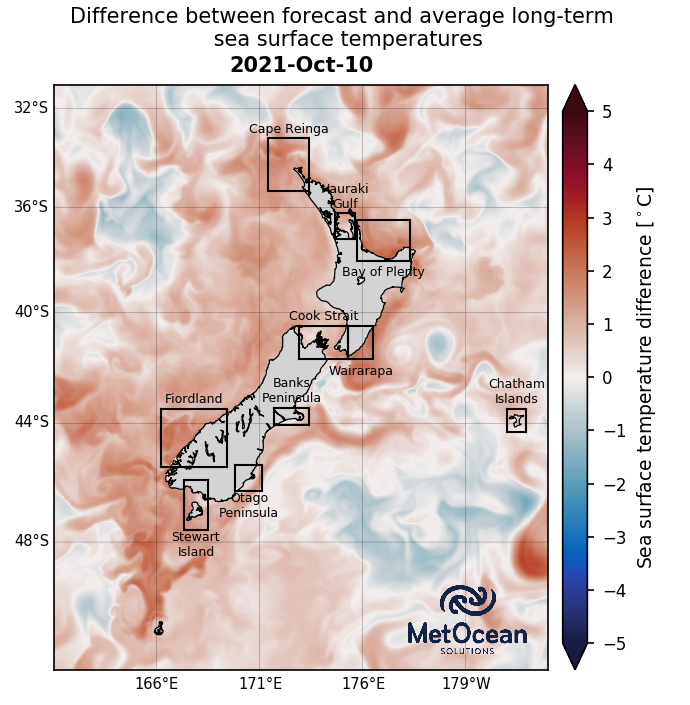 Difference between forecast and average long-term
sea surface temperatures
2021-Oct-10
32°S
36°S
40°S
44°S
48°S
Cape Reinga
Hauraki
Gulf
Bay of Plenty
Cook Strait
Wairarapa
Banks
Peninsula
Fiordland
Chatham
Islands
Otago
Peninsula
Stewart
Island
MetOcean
SOLUTIONS
166°E
171°E
176°E
179°W
5
4
3
2
1
0
−1
−2
−3
−4
−5
Sea surface temperature difference [°C]